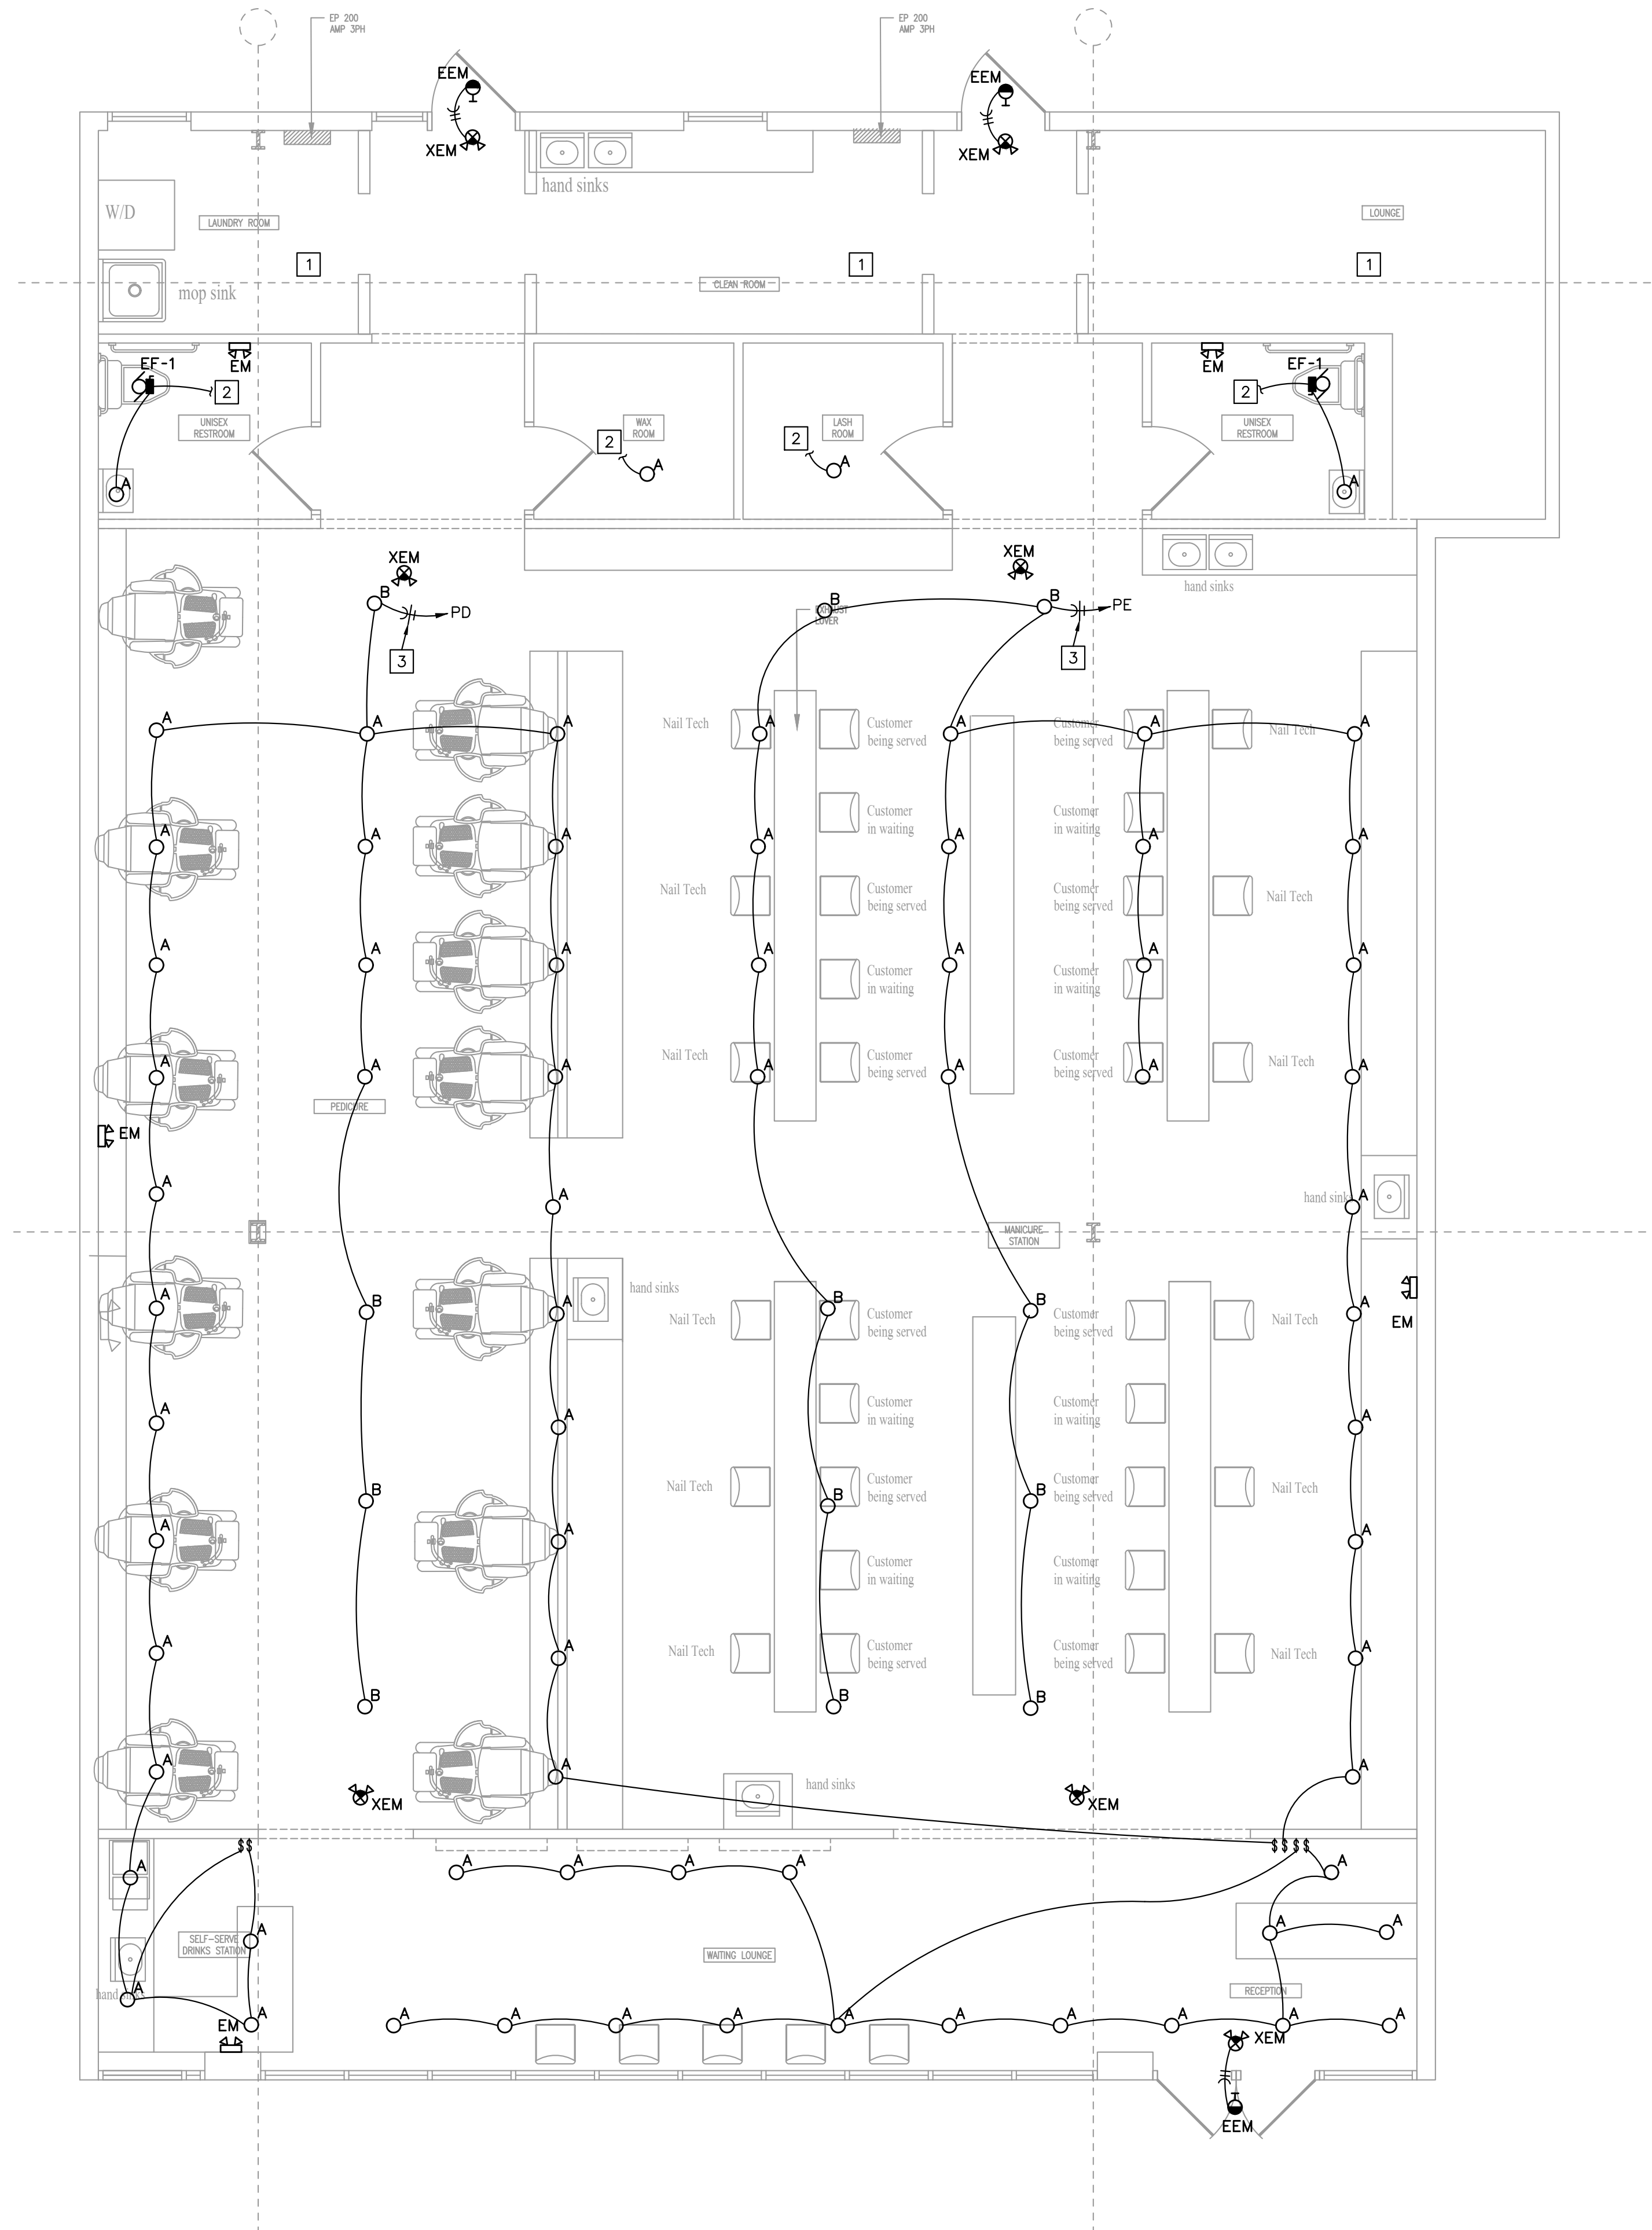 EP 200
AMP 3PH
EP 200
AMP 3PH
EEM
EEM
XEM
XEM
hand sinks
W/D
LAUNDRY ROOM
LOUNGE
1
1
1
mop sink
CLEAN ROOM
EM
EM
EF-1
EF-1
2
2
UNISEX
RESTROOM
WAX
ROOM
LASH
ROOM
UNISEX
RESTROOM
2
2
A
A
A
A
XEM
XEM
hand sinks
B
PD
B
EXHAUST
LOVER
B
PE
3
3
A
A
A
Nail Tech
A
Customer
being served
A
Customer
being served
A
Nail Tech
A
Customer
in waiting
Customer
in waiting
A
A
A
A
A
A
A
Nail Tech
Customer
being served
Customer
being served
Nail Tech
A
A
A
A
A
A
A
Customer
in waiting
Customer
in waiting
Nail Tech
Customer
being served
Customer
being served
Nail Tech
A
A
A
A
A
A
A
PEDICURE
EM
A
A
hand sinks
A
MANICURE
STATION
hand sinks
EM
A
B
A
Nail Tech
B
Customer
being served
B
Customer
being served
Nail Tech
A
Customer
in waiting
Customer
in waiting
A
A
A
Nail Tech
Customer
being served
Customer
being served
Nail Tech
B
B
B
A
A
A
Customer
in waiting
Customer
in waiting
A
A
A
Nail Tech
Customer
being served
Customer
being served
Nail Tech
B
B
B
A
A
A
hand sinks
XEM
XEM
$$
$ $ $ $
A
A
A
A
A
A
SELF-SERVE
DRINKS STATION
A
WAITING LOUNGE
A
A
hand sinks
A
RECEPTION
EM
A
A
A
A
A
A
A
A
A
A
A
XEM
EEM